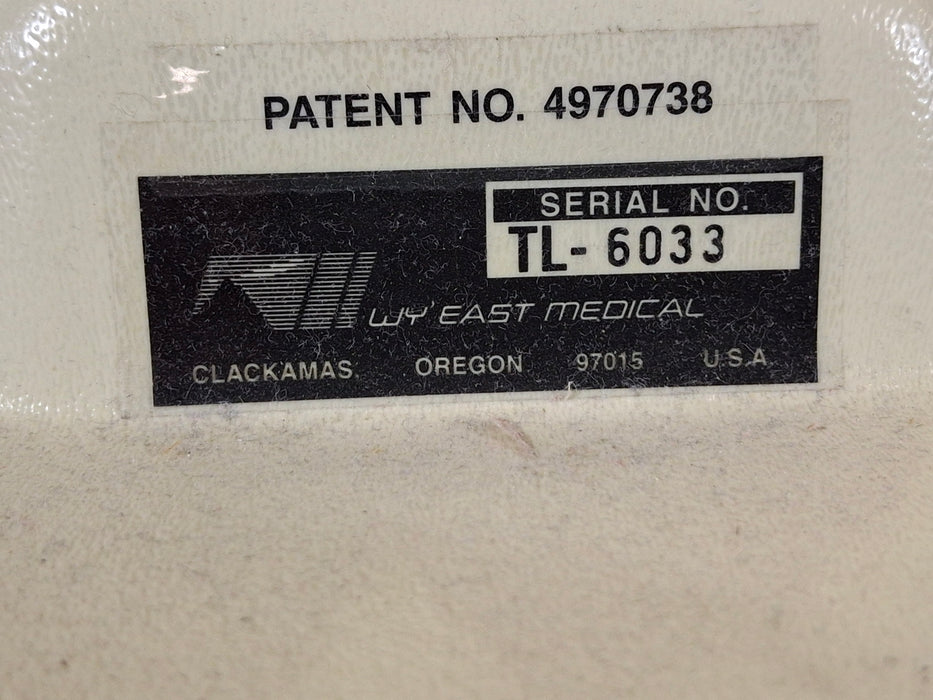 PATENT NO. 4970738
SERIAL NO.
TL-6033
WY'EAST MEDICAL
CLACKAMAS, OREGON 97015 U.S.A.